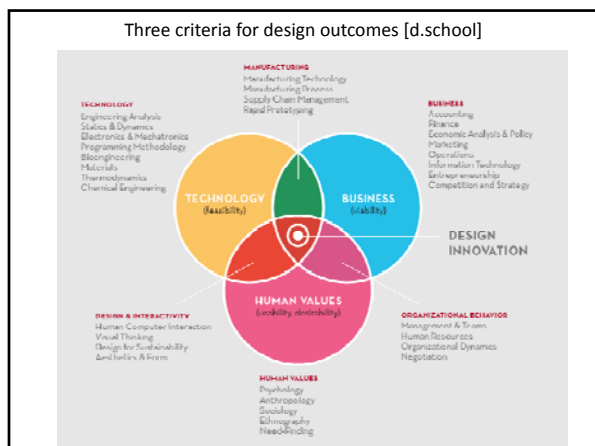 Three criteria for design outcomes [d.school]
MANUFACTURING
Manufacturing Technology
Manufacturing Process
Supply Chain Management
Rapid Prototyping
TECHNOLOGY
Engineering Analysis
Statics & Dynamics
Electronics & Mechatronics
Programming Methodology
Bioengineering
Materials
Thermodynamics
Chemical Engineering
BUSINESS
Accounting
Finance
Economic Analysis & Policy
Marketing
Operations
Information Technology
Entrepreneurship
Competition and Strategy
TECHNOLOGY
(feasibility)
BUSINESS
(viability)
DESIGN
INNOVATION
HUMAN VALUES
(usability, desirability)
DESIGN & INTERACTIVITY
Human Computer Interaction
Visual Thinking
Design for Sustainability
Aesthetics & Form
ORGANIZATIONAL BEHAVIOR
Management & Teams
Human Resources
Organizational Dynamics
Negotiation
HUMAN VALUES
Psychology
Anthropology
Sociology
Ethnography
Needfinding